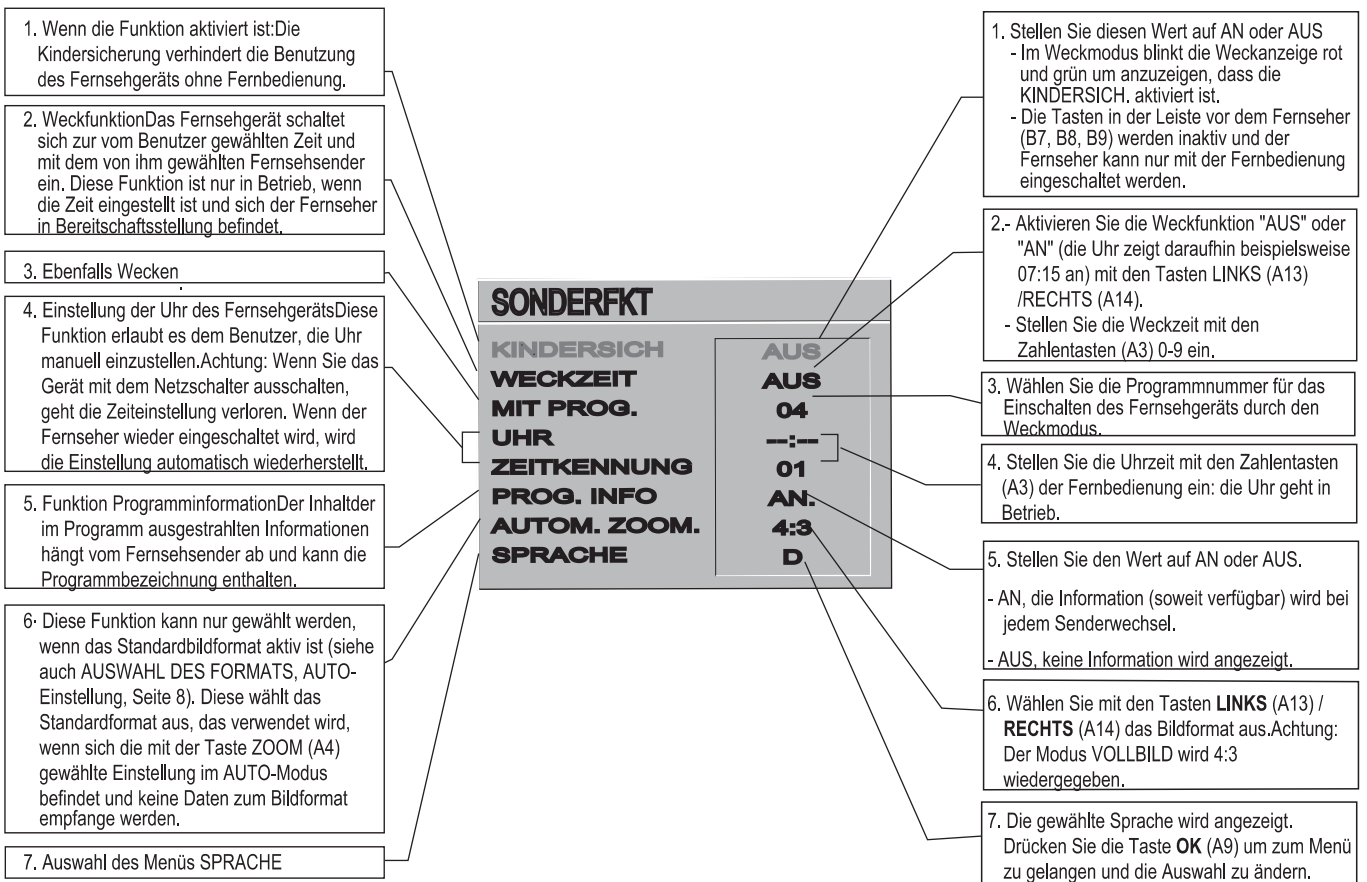 1. Wenn die Funktion aktiviert ist:Die
Kindersicherung verhindert die Benutzung
des Fernsehgeräts ohne Fernbedienung.
2. WeckfunktionDas Fernsehgerät schaltet
sich zur vom Benutzer gewählten Zeit und
mit dem von ihm gewählten Fernsehsender
ein. Diese Funktion ist nur in Betrieb, wenn
die Zeit eingestellt ist und sich der Fernseher
in Bereitschaftsstellung befindet.
3. Ebenfalls Wecken
4. Einstellung der Uhr des FernsehgerätsDiese
Funktion erlaubt es dem Benutzer, die Uhr
manuell einzustellen.Achtung: Wenn Sie das
Gerät mit dem Netzschalter ausschalten,
geht die Zeiteinstellung verloren. Wenn der
Fernseher wieder eingeschaltet wird, wird
die Einstellung automatisch wiederherstellt.
5. Funktion ProgramminformationDer Inhaltder
im Programm ausgestrahlten Informationen
hängt vom Fernsehsender ab und kann die
Programmbezeichnung enthalten.
6· Diese Funktion kann nur gewählt werden,
wenn das Standardbildformat aktiv ist (siehe
auch AUSWAHL DES FORMATS, AUTO-
Einstellung, Seite 8). Diese wählt das
Standardformat aus, das verwendet wird,
wenn sich die mit der Taste ZOOM (A4)
gewählte Einstellung im AUTO-Modus
befindet und keine Daten zum Bildformat
empfange werden.
7. Auswahl des Menüs SPRACHE
SONDERFKT
KINDERSICH AUS
WECKZEIT AUS
MIT PROG. 04
UHR --:--
ZEITKENNUNG 01
PROG. INFO AN.
AUTOM. ZOOM. 4:3
SPRACHE D
1. Stellen Sie diesen Wert auf AN oder AUS
- Im Weckmodus blinkt die Weckanzeige rot
und grün um anzuzeigen, dass die
KINDERSICH. aktiviert ist.
- Die Tasten in der Leiste vor dem Fernseher
(B7, B8, B9) werden inaktiv und der
Fernseher kann nur mit der Fernbedienung
eingeschaltet werden.
2.- Aktivieren Sie die Weckfunktion "AUS" oder
"AN" (die Uhr zeigt daraufhin beispielsweise
07:15 an) mit den Tasten LINKS (A13)
/RECHTS (A14).
- Stellen Sie die Weckzeit mit den
Zahlentasten (A3) 0-9 ein.
3. Wählen Sie die Programmnummer für das
Einschalten des Fernsehgeräts durch den
Weckmodus.
4. Stellen Sie die Uhrzeit mit den Zahlentasten
(A3) der Fernbedienung ein: die Uhr geht in
Betrieb.
5. Stellen Sie den Wert auf AN oder AUS.
- AN, die Information (soweit verfügbar) wird bei
jedem Senderwechsel.
- AUS, keine Information wird angezeigt.
6. Wählen Sie mit den Tasten LINKS (A13) /
RECHTS (A14) das Bildformat aus.Achtung:
Der Modus VOLLBILD wird 4:3
wiedergegeben.
7. Die gewählte Sprache wird angezeigt.
Drücken Sie die Taste OK (A9) um zum Menü
zu gelangen und die Auswahl zu ändern.